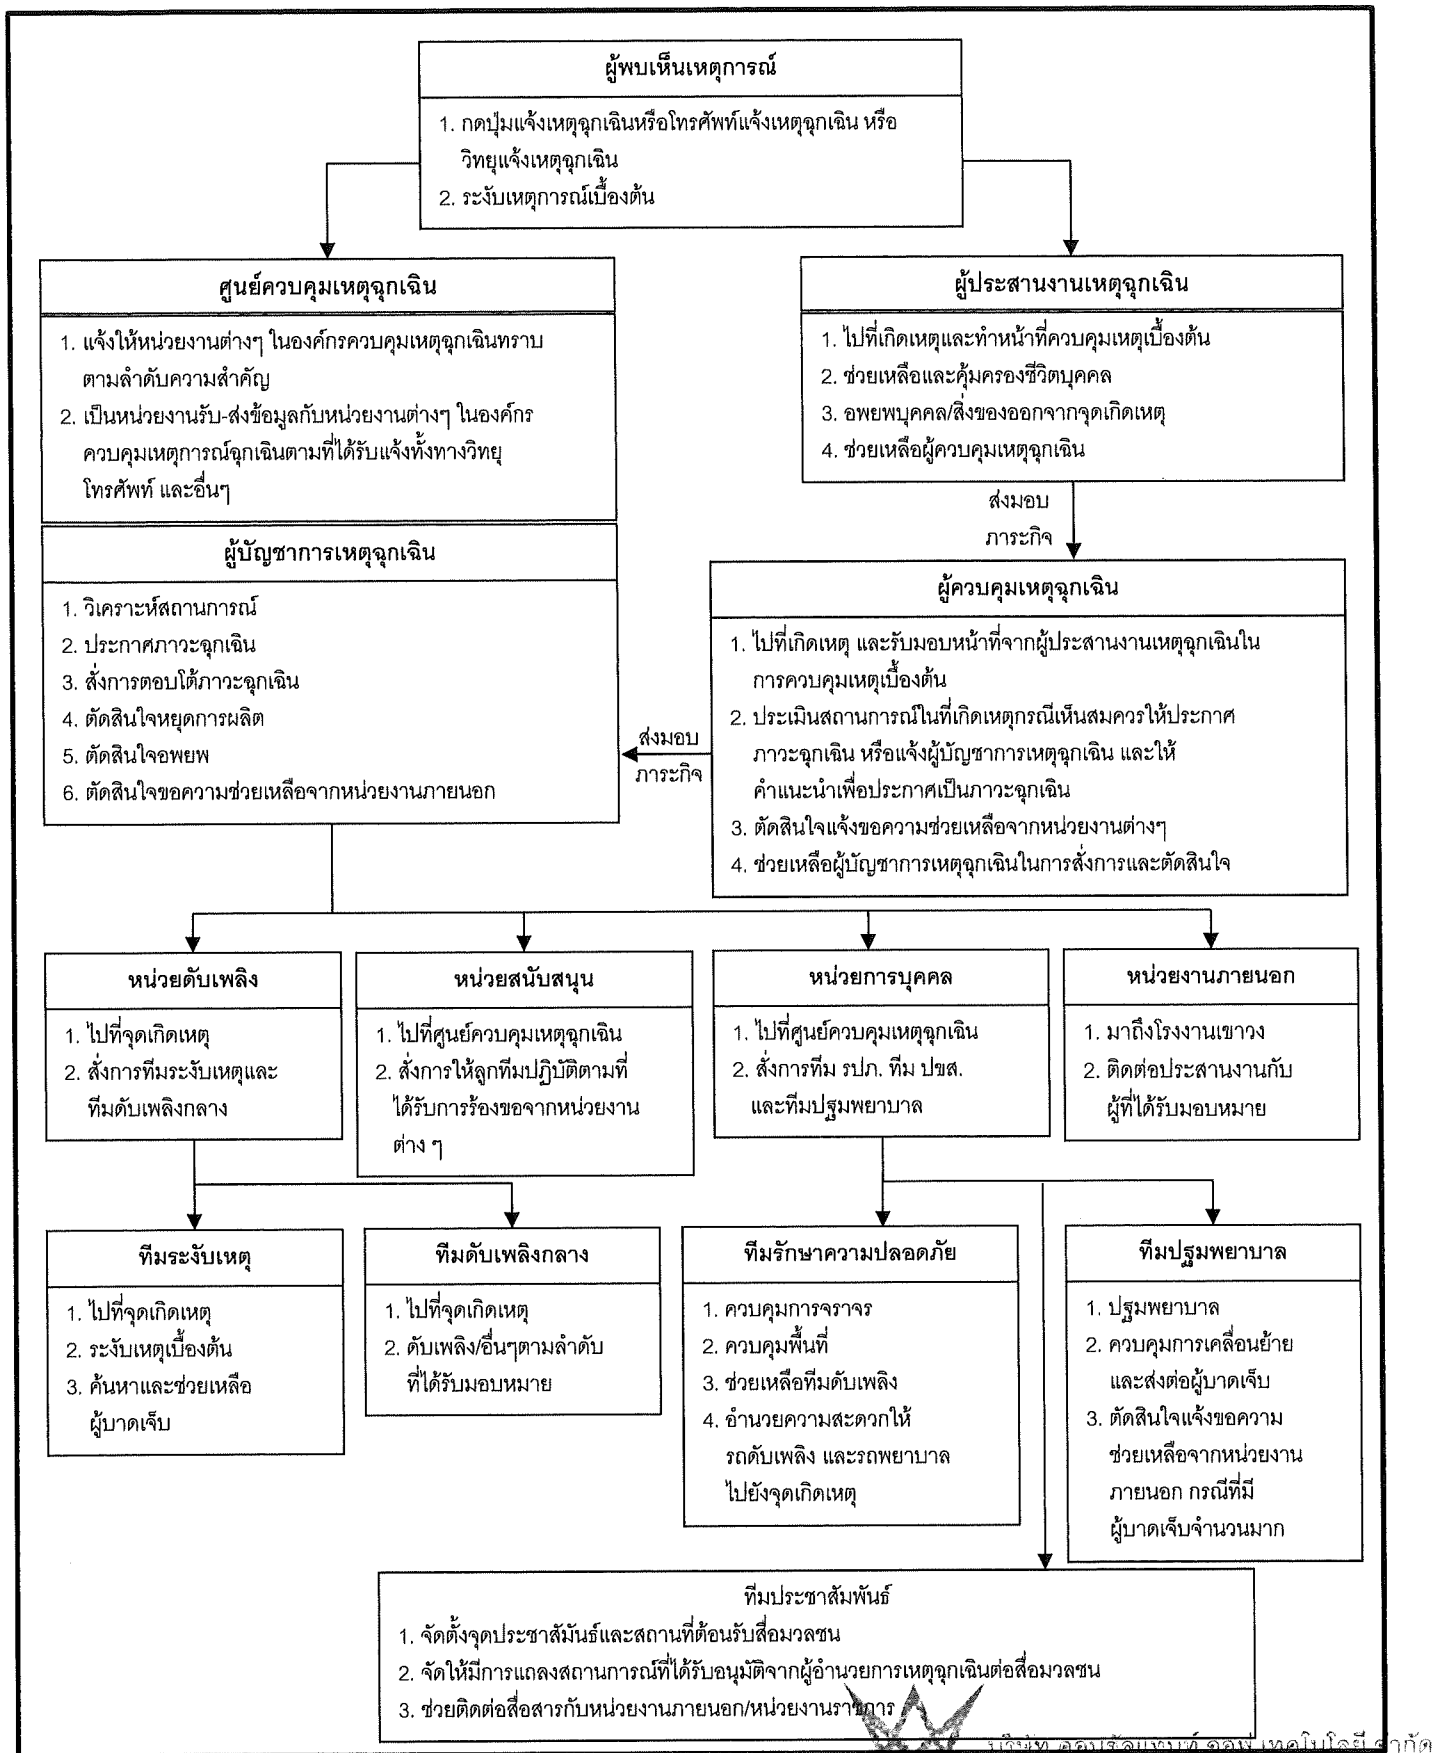 ผู้พบเห็นเหตุการณ์
1. กดปุ่มแจ้งเหตุฉุกเฉินหรือโทรศัพท์แจ้งเหตุฉุกเฉิน หรือ
วิทยุแจ้งเหตุฉุกเฉิน
2. ระงับเหตุการณ์เบื้องต้น
ศูนย์ควบคุมเหตุฉุกเฉิน
1. แจ้งให้หน่วยงานต่างๆ ในองค์กรควบคุมเหตุฉุกเฉินทราบ
ตามลำดับความสำคัญ
2. เป็นหน่วยงานรับ-ส่งข้อมูลกับหน่วยงานต่างๆ ในองค์กร
ควบคุมเหตุการณ์ฉุกเฉินตามที่ได้รับแจ้งทั้งทางวิทยุ
โทรศัพท์ และอื่นๆ
ผู้ประสานงานเหตุฉุกเฉิน
1. ไปที่เกิดเหตุและทำหน้าที่ควบคุมเหตุเบื้องต้น
2. ช่วยเหลือและคุ้มครองชีวิตบุคคล
3. อพยพบุคคล/สิ่งของออกจากจุดเกิดเหตุ
4. ช่วยเหลือผู้ควบคุมเหตุฉุกเฉิน
ส่งมอบ
ภาระกิจ
ผู้บัญชาการเหตุฉุกเฉิน
1. วิเคราะห์สถานการณ์
2. ประกาศภาวะฉุกเฉิน
3. สั่งการตอบโต้ภาวะฉุกเฉิน
4. ตัดสินใจหยุดการผลิต
5. ตัดสินใจอพยพ
6. ตัดสินใจขอความช่วยเหลือจากหน่วยงานภายนอก
ส่งมอบ
ภาระกิจ
ผู้ควบคุมเหตุฉุกเฉิน
1. ไปที่เกิดเหตุ และรับมอบหน้าที่จากผู้ประสานงานเหตุฉุกเฉินใน
การควบคุมเหตุเบื้องต้น
2. ประเมินสถานการณ์ในที่เกิดเหตุกรณีเห็นสมควรให้ประกาศ
ภาวะฉุกเฉิน หรือแจ้งผู้บัญชาการเหตุฉุกเฉิน และให้
คำแนะนำเพื่อประกาศเป็นภาวะฉุกเฉิน
3. ตัดสินใจแจ้งขอความช่วยเหลือจากหน่วยงานต่างๆ
4. ช่วยเหลือผู้บัญชาการเหตุฉุกเฉินในการสั่งการและตัดสินใจ
หน่วยดับเพลิง
1. ไปที่จุดเกิดเหตุ
2. สั่งการทีมระงับเหตุและ
ทีมดับเพลิงกลาง
หน่วยสนับสนุน
1. ไปที่ศูนย์ควบคุมเหตุฉุกเฉิน
2. สั่งการให้ลูกทีมปฏิบัติตามที่
ได้รับการร้องขอจากหน่วยงาน
ต่าง ๆ
หน่วยการบุคคล
1. ไปที่ศูนย์ควบคุมเหตุฉุกเฉิน
2. สั่งการทีม รปภ. ทีม ปชส.
และทีมปฐมพยาบาล
หน่วยงานภายนอก
1. มาถึงโรงงานเขาวง
2. ติดต่อประสานงานกับ
ผู้ที่ได้รับมอบหมาย
ทีมระงับเหตุ
1. ไปที่จุดเกิดเหตุ
2. ระงับเหตุเบื้องต้น
3. ค้นหาและช่วยเหลือ
ผู้บาดเจ็บ
ทีมดับเพลิงกลาง
1. ไปที่จุดเกิดเหตุ
2. ดับเพลิง/อื่นๆตามลำดับ
ที่ได้รับมอบหมาย
ทีมรักษาความปลอดภัย
1. ควบคุมการจราจร
2. ควบคุมพื้นที่
3. ช่วยเหลือทีมดับเพลิง
4. อำนวยความสะดวกให้
รถดับเพลิง และรถพยาบาล
ไปยังจุดเกิดเหตุ
ทีมปฐมพยาบาล
1. ปฐมพยาบาล
2. ควบคุมการเคลื่อนย้าย
และส่งต่อผู้บาดเจ็บ
3. ตัดสินใจแจ้งขอความ
ช่วยเหลือจากหน่วยงาน
ภายนอก กรณีที่มี
ผู้บาดเจ็บจำนวนมาก
ทีมประชาสัมพันธ์
1. จัดตั้งจุดประชาสัมันธ์และสถานที่ต้อนรับสื่อมวลชน
2. จัดให้มีการแถลงสถานการณ์ที่ได้รับอนุมัติจากผู้อำนวยการเหตุฉุกเฉินต่อสื่อมวลชน
3. ช่วยติดต่อสื่อสารกับหน่วยงานภายนอก/หน่วยงานราชการ